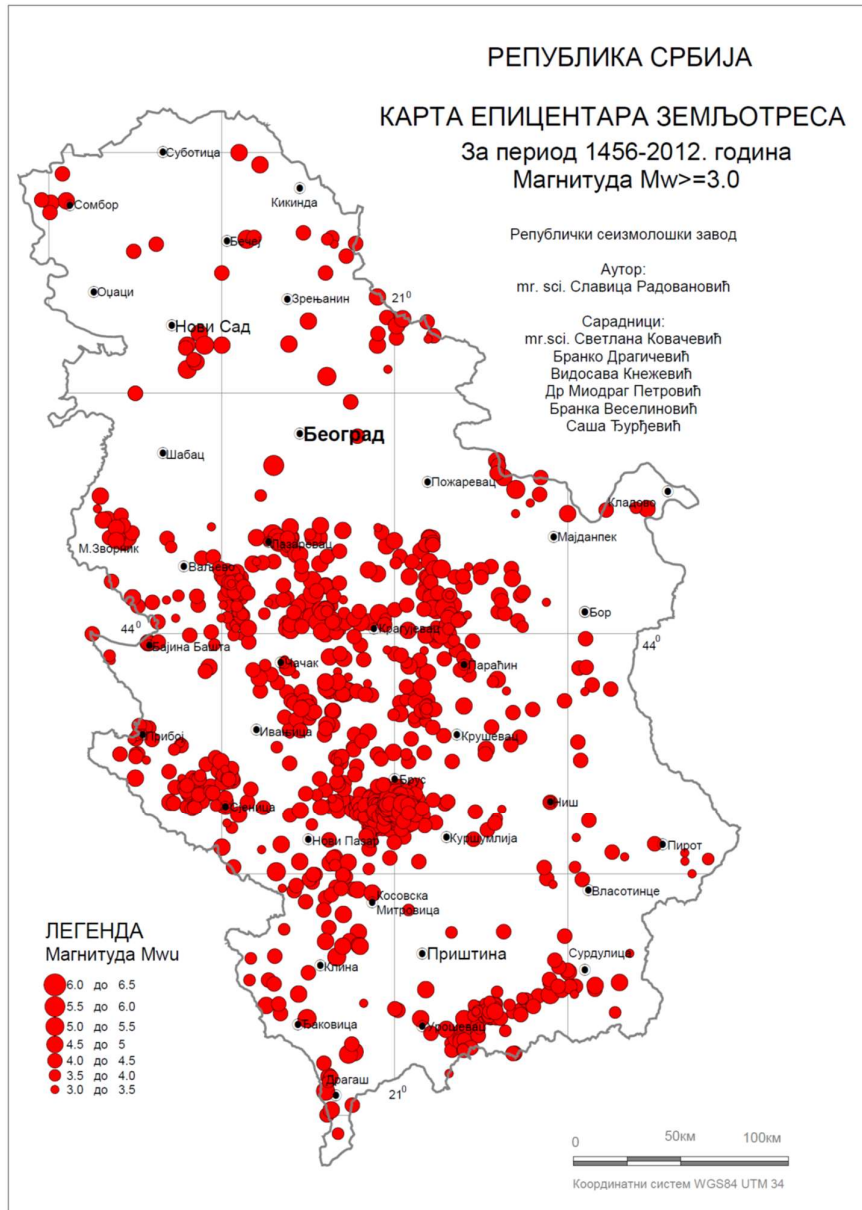 РЕПУБЛИКА СРБИЈА
КАРТА ЕПИЦЕНТАРА ЗЕМЉОТРЕСА
За период 1456-2012. година
Магнитуда Mw>=3.0
Републички сеизмолошки завод
Аутор:
mr. sci. Славица Радовановић
Сарадници:
mr.sci. Светлана Ковачевић
Бранко Драгичевић
Видосава Кнежевић
Др Миодраг Петровић
Бранка Веселиновић
Саша Ђурђевић
Суботица
Кикинда
Сомбор
Бечеј
Оџаци
Зрењанин
21⁰
Нови Сад
Београд
Шабац
Пожаревац
Кладово
Мајданпек
Лазаревац
М.Зворник
Ваљево
Бор
Крагујевац
44⁰
44⁰
Бајина Башта
Чачак
Параћин
Ивањица
Прибој
Крушевац
Брус
Ниш
Сјеница
Нови Пазар
Куршумлија
Пирот
Власотинце
Косовска
Митровица
Приштина
Сурдулица
Клина
Ђаковица
Урошевац
Драгаш
21⁰
ЛЕГЕНДА
Магнитуда Mwu
6.0 до 6.5
5.5 до 6.0
5.0 до 5.5
4.5 до 5
4.0 до 4.5
3.5 до 4.0
3.0 до 3.5
0 50км 100км
Координатни систем WGS84 UTM 34